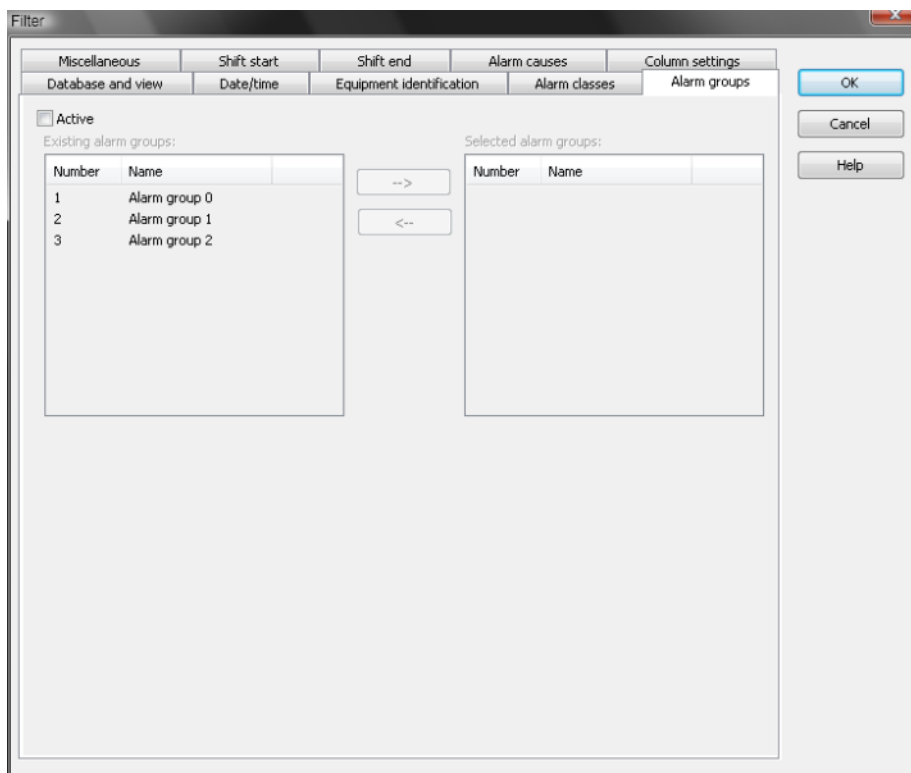 Filter
Miscellaneous Shift start Shift end Alarm causes Column settings
Database and view Date/time Equipment identification Alarm classes Alarm groups
OK
Cancel
Help
Active
Existing alarm groups:
Number Name
1 Alarm group 0
2 Alarm group 1
3 Alarm group 2
-->
<--
Selected alarm groups:
Number Name